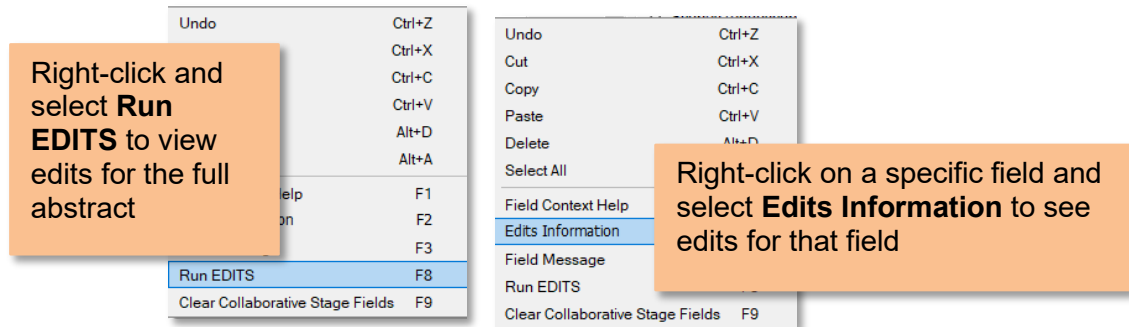 Undo Ctrl+Z
Ctrl+X
Ctrl+C
Ctrl+V
Alt+D
Alt+A
F1
F2
F3
Run EDITS F8
Clear Collaborative Stage Fields F9
Right-click and
select Run
EDITS to view
edits for the full
abstract
Undo Ctrl+Z
Cut Ctrl+X
Copy Ctrl+C
Paste Ctrl+V
Delete Alt+D
Select All
Field Context Help
Edits Information
Field Message
Run EDITS
Clear Collaborative Stage Fields F9
Right-click on a specific field and
select Edits Information to see
edits for that field